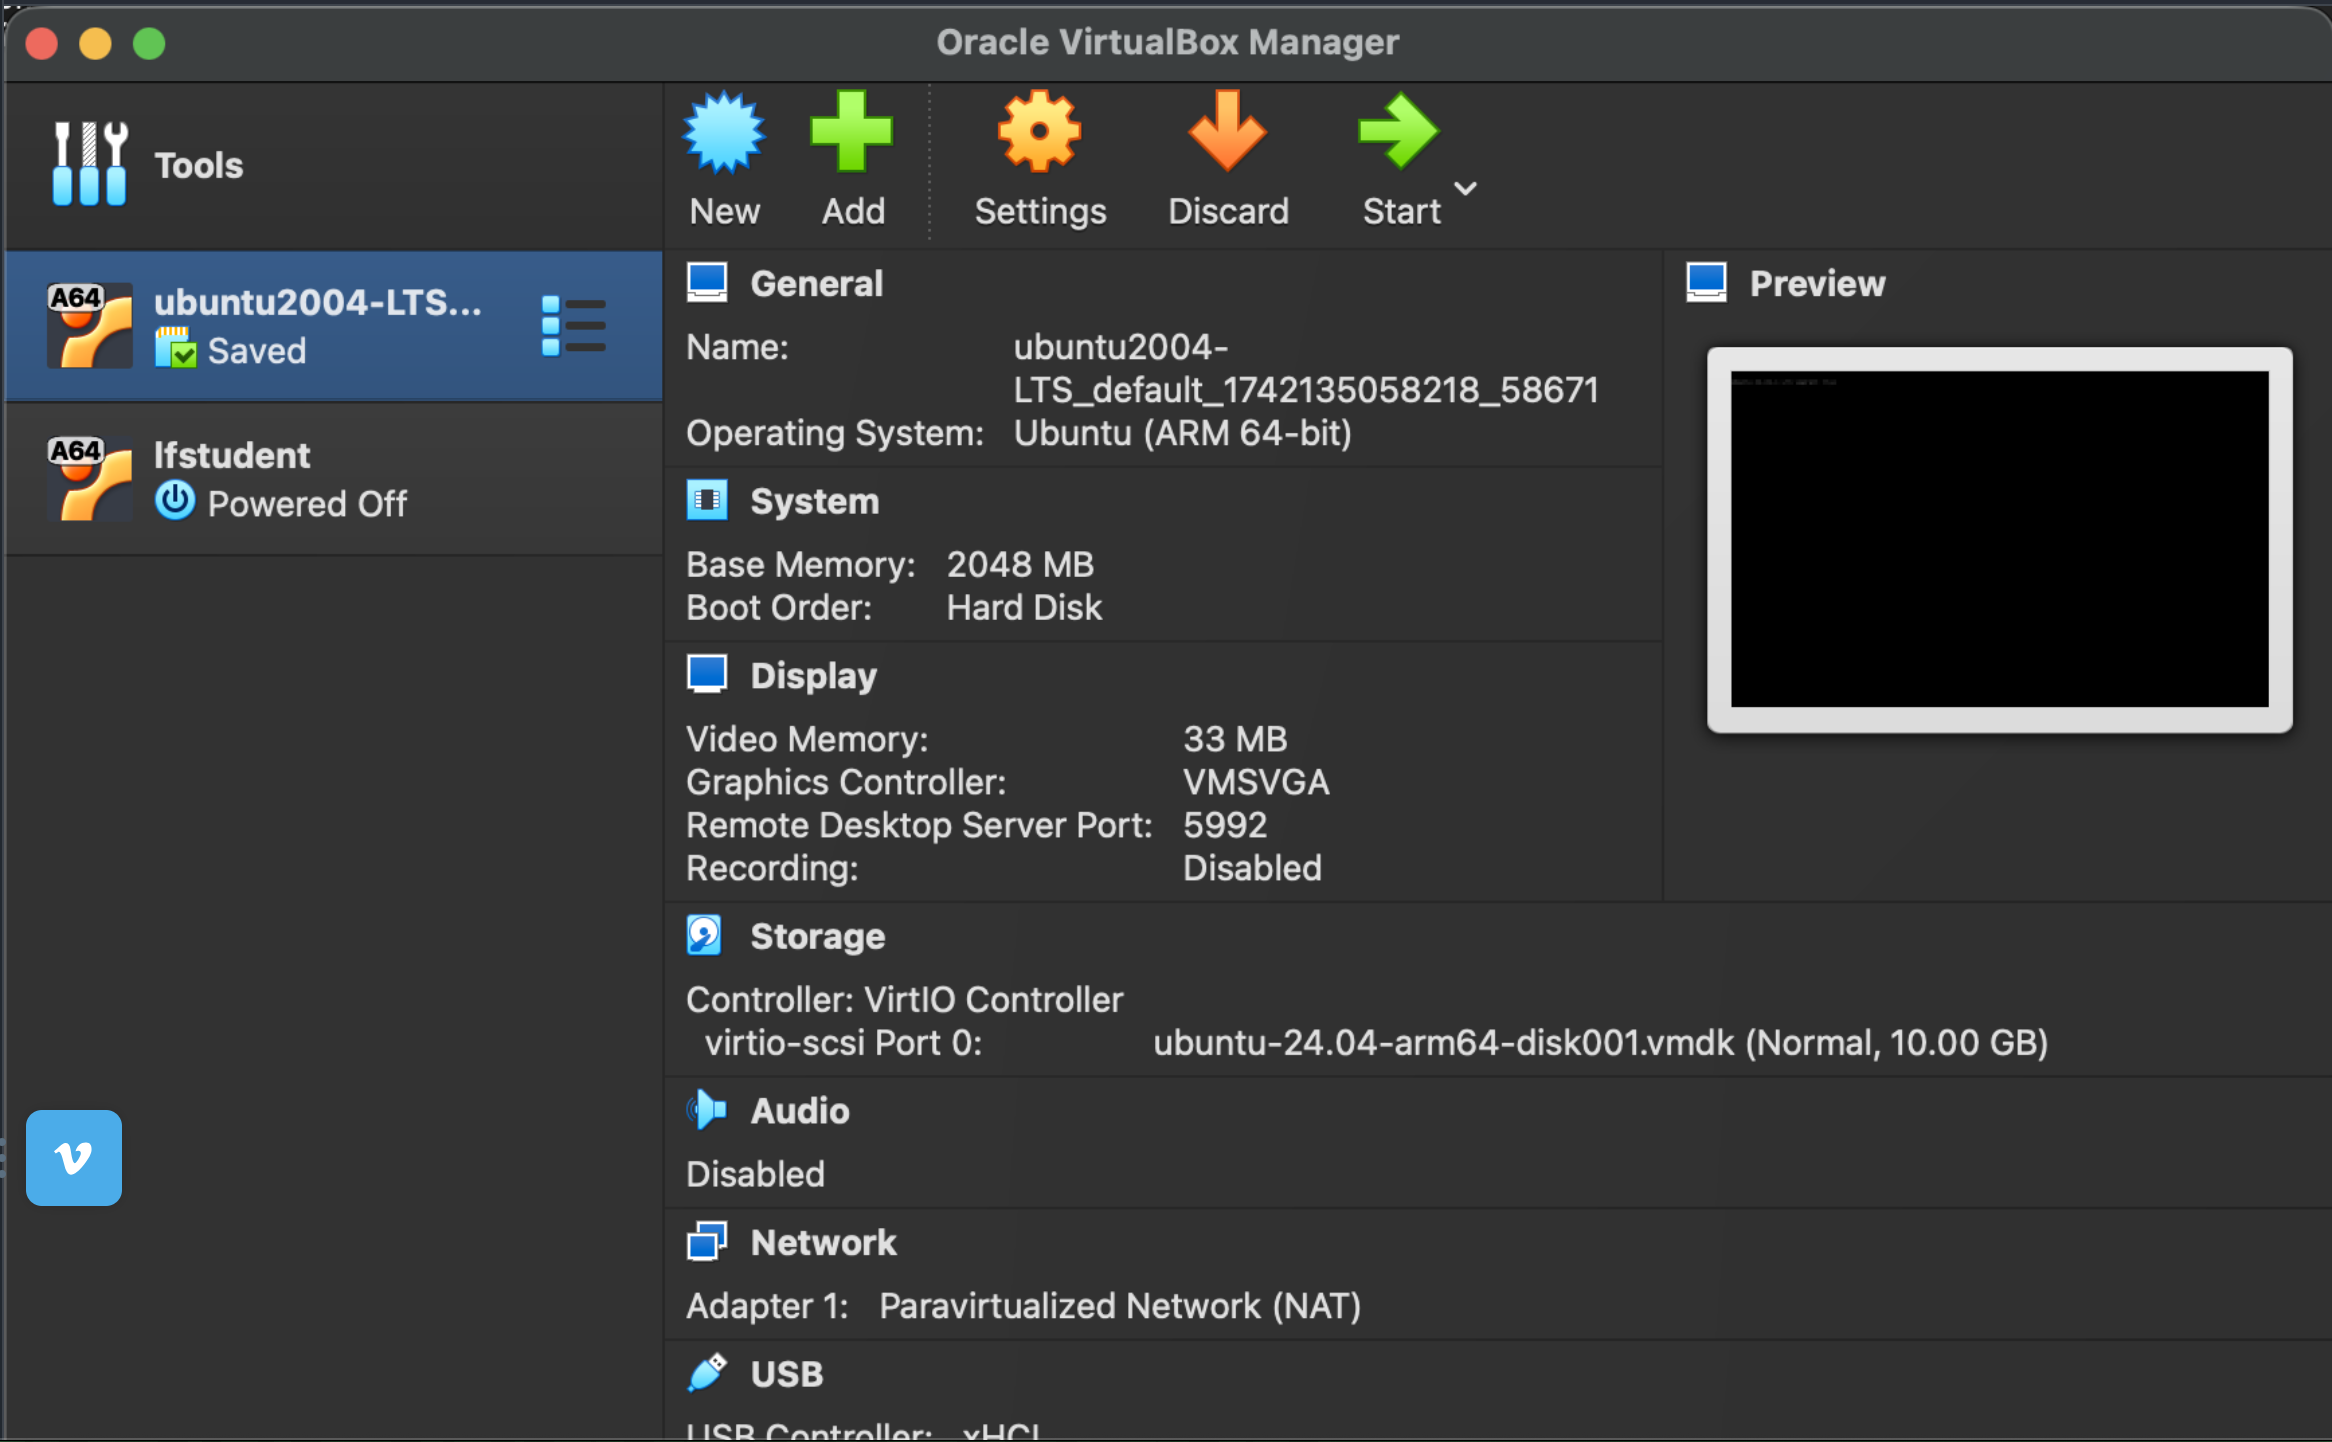 Oracle VirtualBox Manager
Tools
New
Add
Settings
Discard
Start
A64
ubuntu2004-LTS...
Saved
A64
lfstudent
Powered Off
General
Name: ubuntu2004-
LTS_default_1742135058218_58671
Operating System: Ubuntu (ARM 64-bit)
System
Base Memory: 2048 MB
Boot Order: Hard Disk
Display
Video Memory: 33 MB
Graphics Controller: VMSVGA
Remote Desktop Server Port: 5992
Recording: Disabled
Preview
Storage
Controller: VirtIO Controller
virtio-scsi Port 0: ubuntu-24.04-arm64-disk001.vmdk (Normal, 10.00 GB)
Audio
Disabled
Network
Adapter 1: Paravirtualized Network (NAT)
USB
USB Controller: xHCI